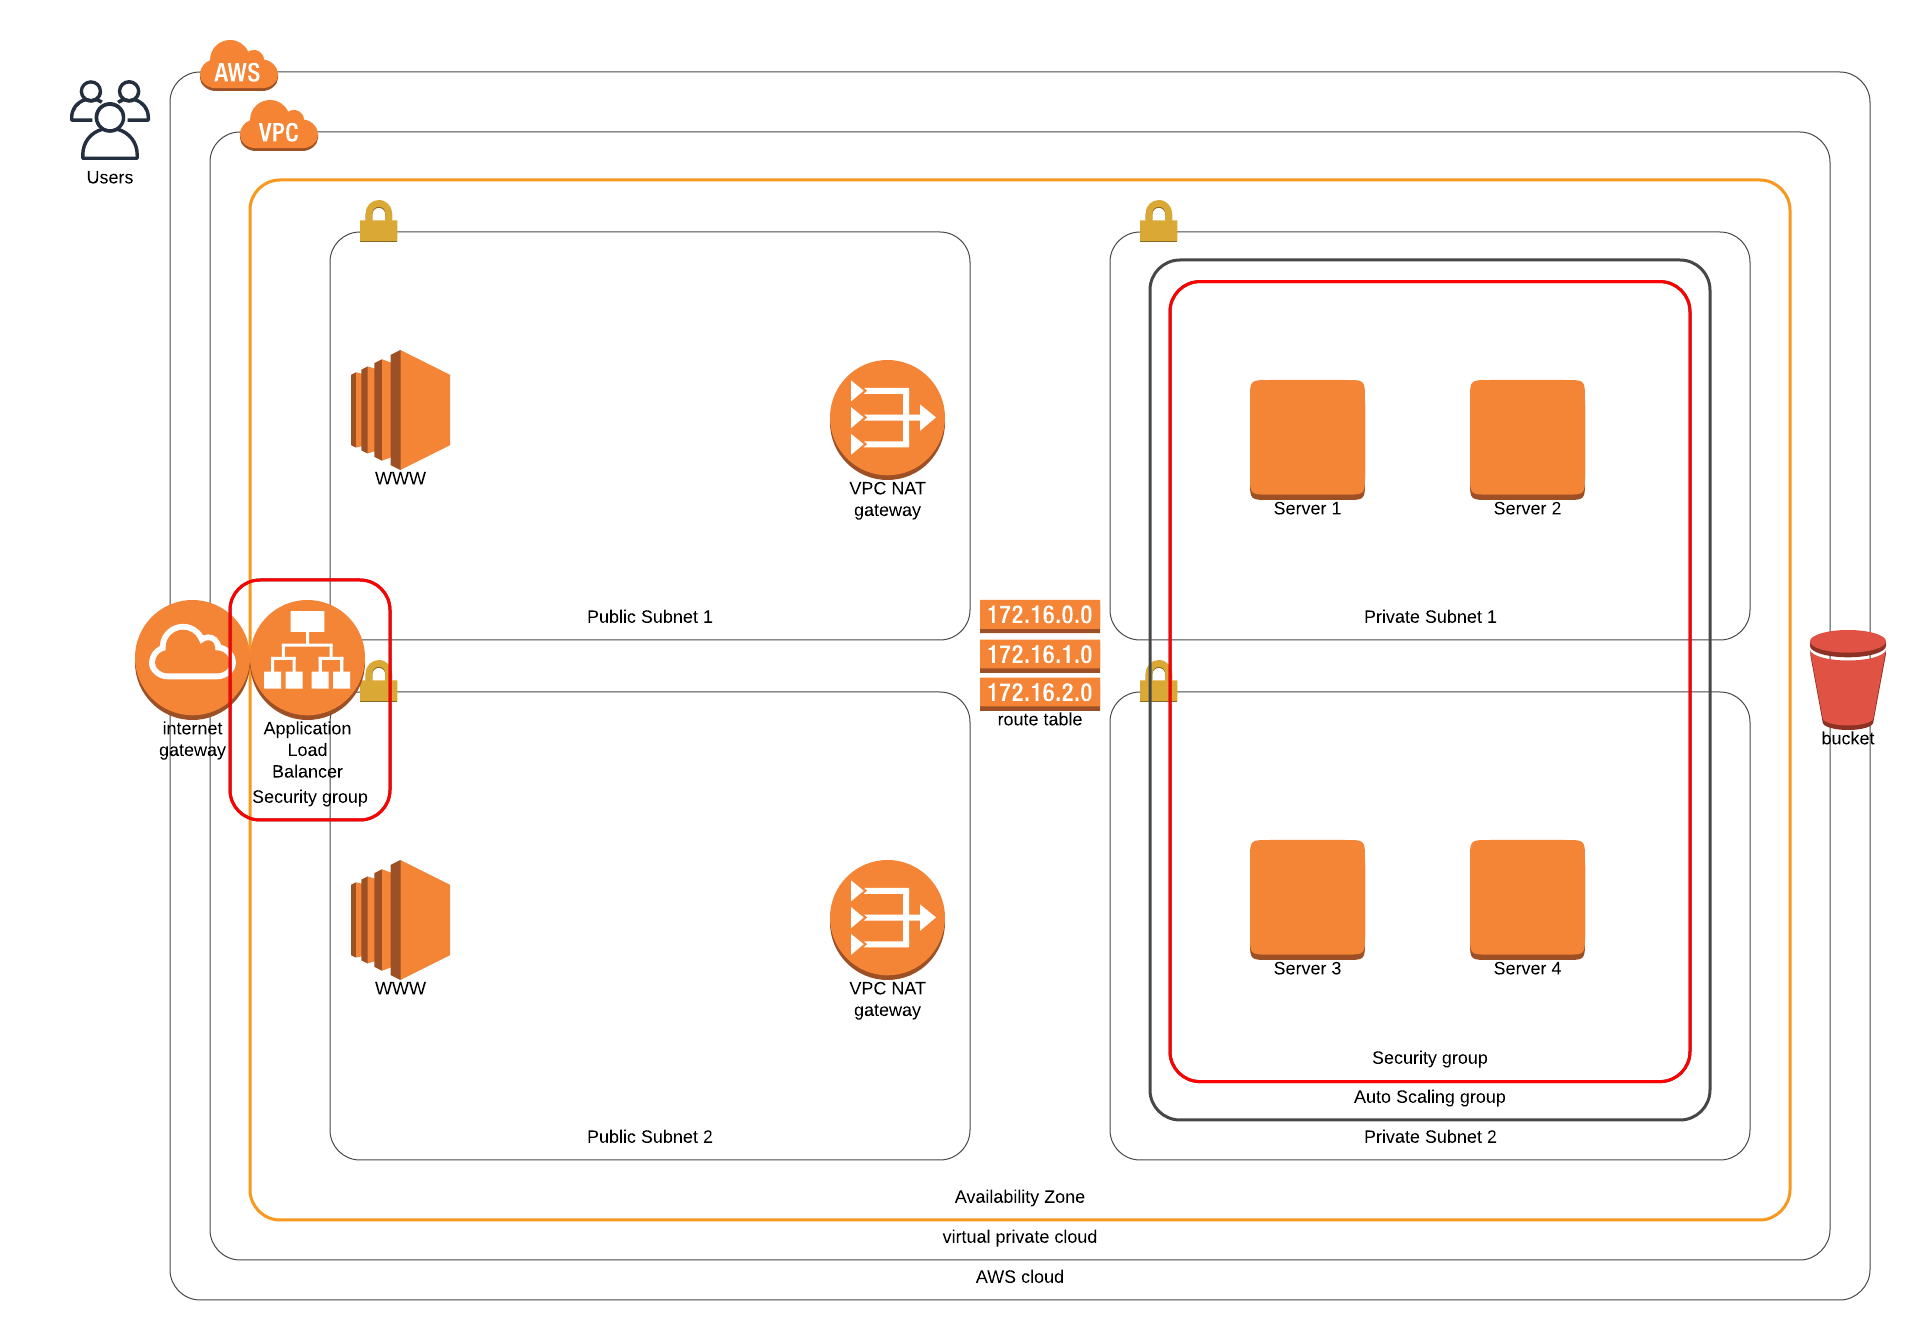 AWS
VPC
Users
WWW
VPC NAT
gateway
Server 1
Server 2
Public Subnet 1
Private Subnet 1
172.16.0.0
172.16.1.0
172.16.2.0
route table
internet
gateway
Application
Load
Balancer
Security group
bucket
WWW
VPC NAT
gateway
Server 3
Server 4
Security group
Auto Scaling group
Public Subnet 2
Private Subnet 2
Availability Zone
virtual private cloud
AWS cloud